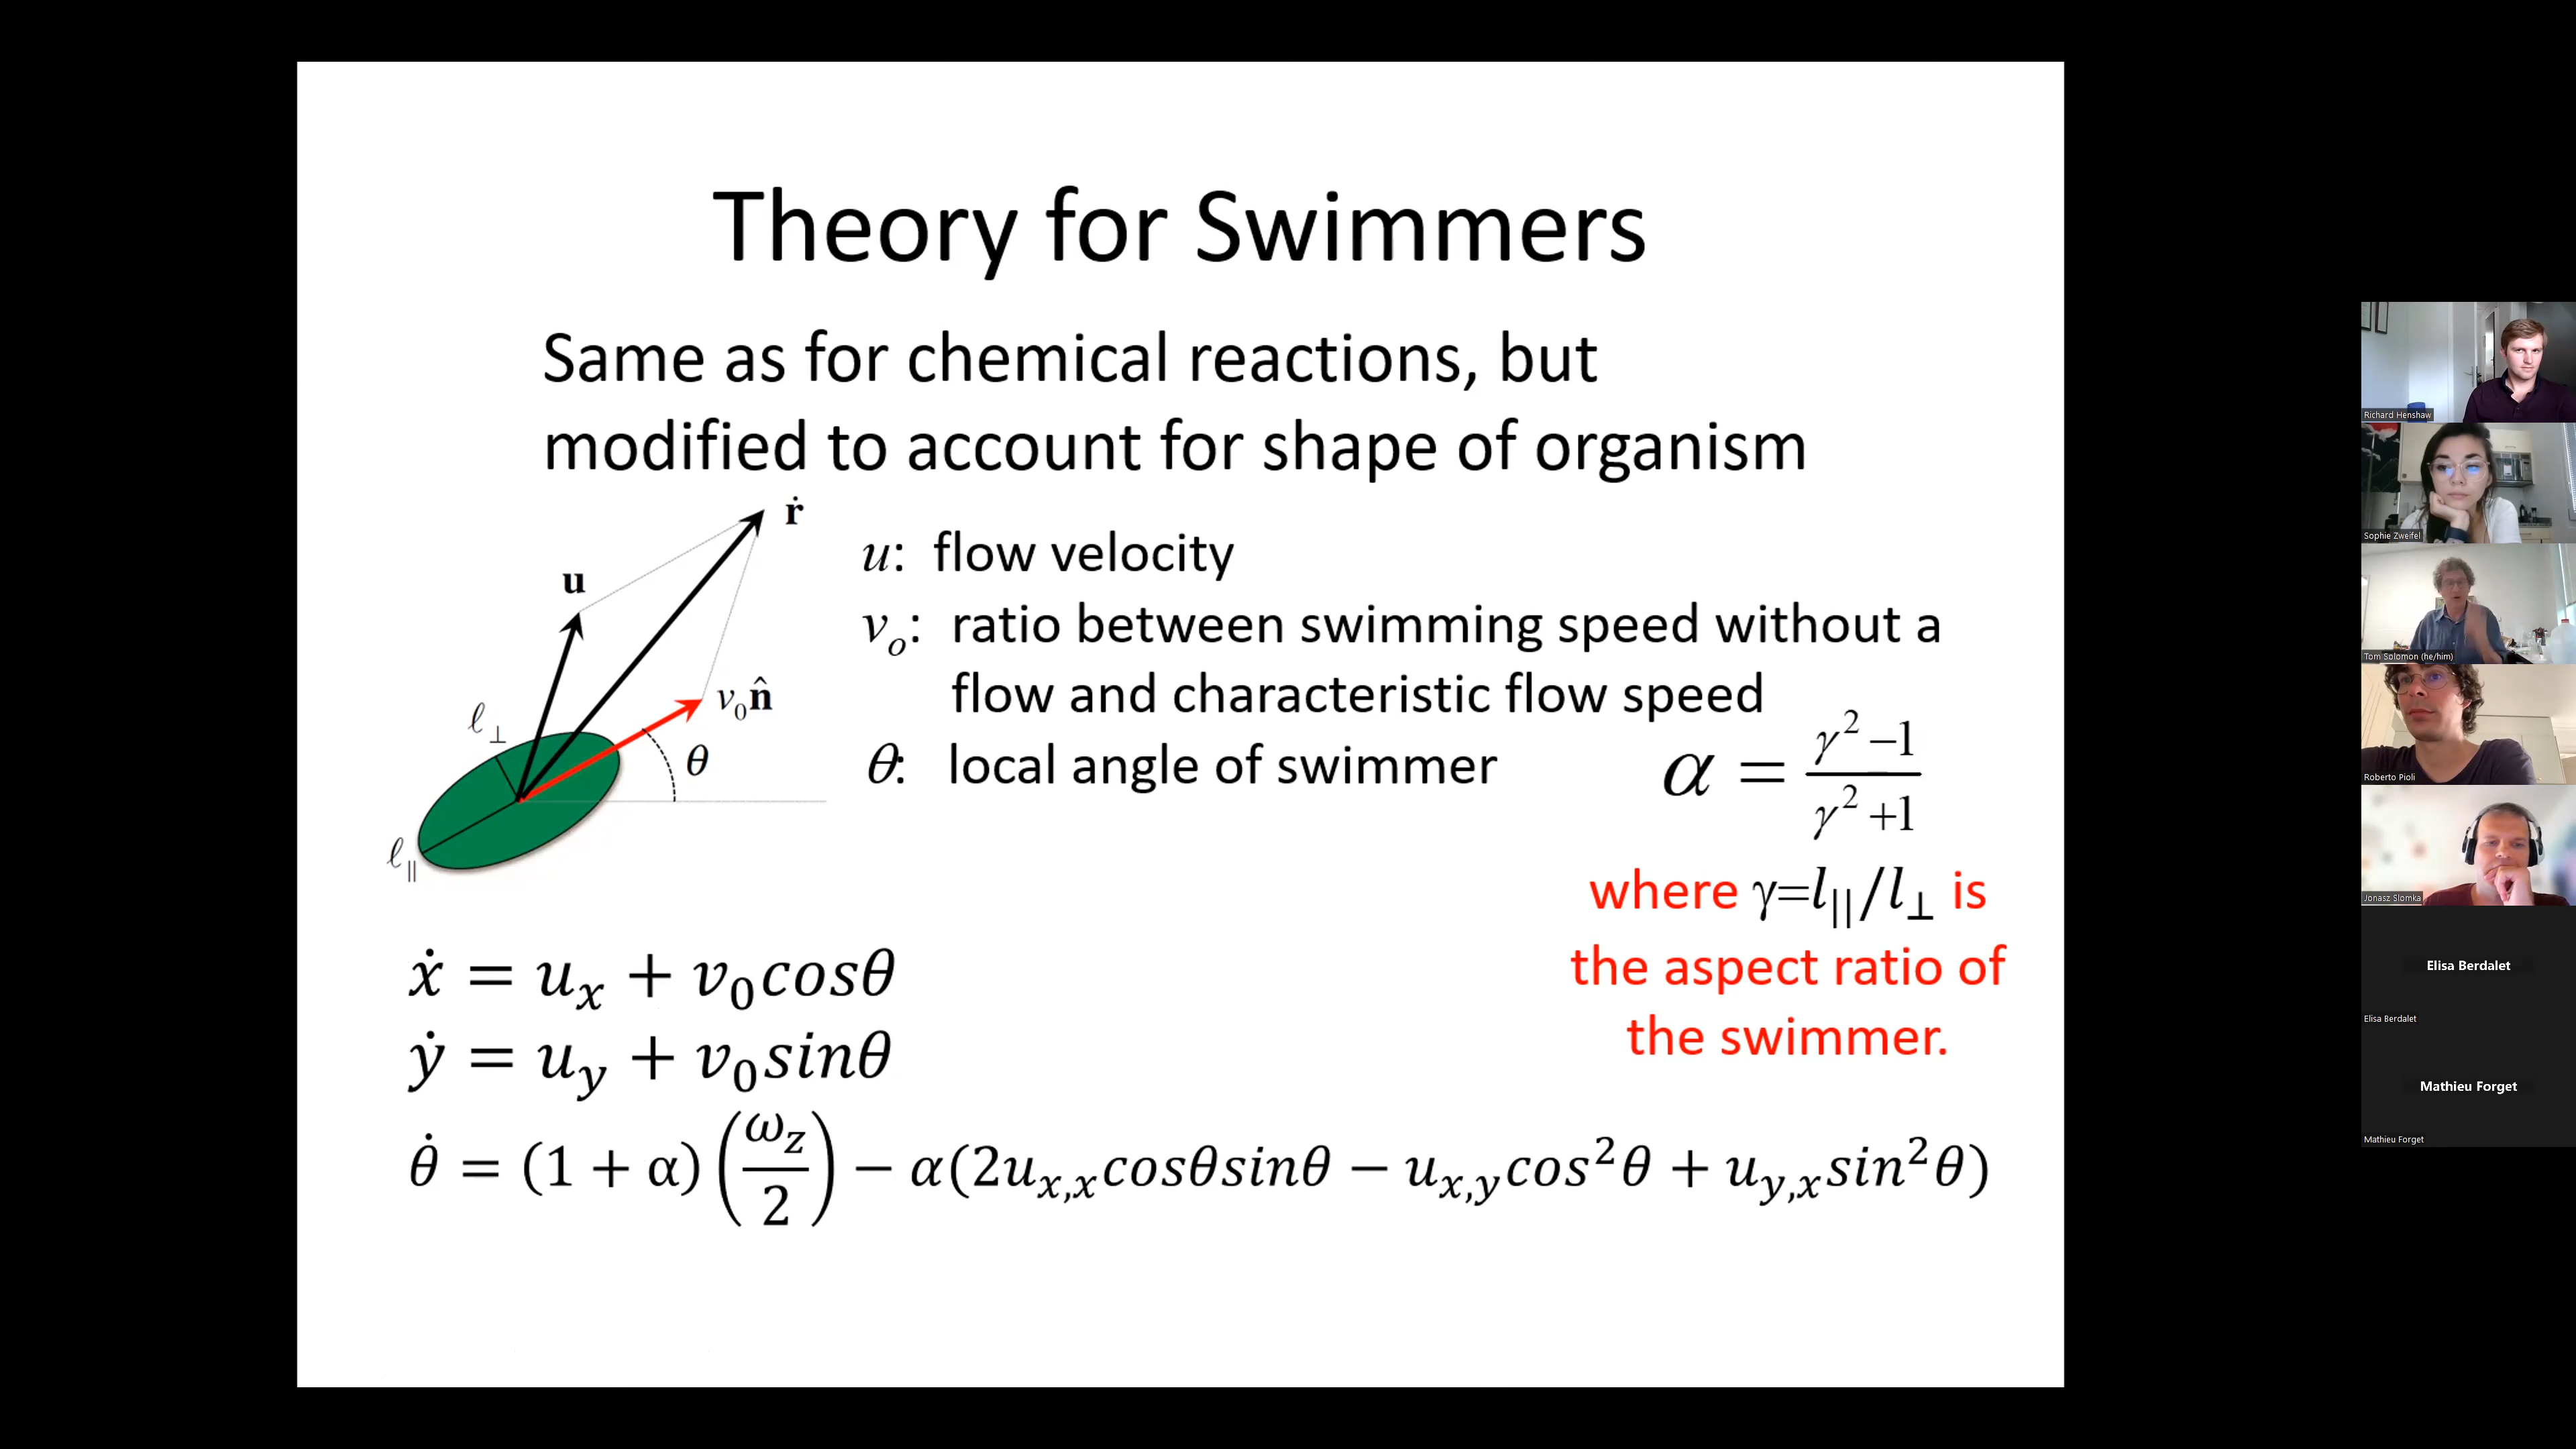 Theory for Swimmers
Same as for chemical reactions, but
modified to account for shape of organism
ṙ
u
v₀n̂
θ
ℓ⊥
ℓ||
u: flow velocity
vₒ: ratio between swimming speed without a
flow and characteristic flow speed
θ: local angle of swimmer
α = (γ² −1)/(γ² +1)
where γ=l||/l⊥ is
the aspect ratio of
the swimmer.
ẋ = uₓ + v₀cosθ
ẏ = u_y + v₀sinθ
θ̇ = (1 + α)(ω_z/2) − α(2u_{x,x}cosθsinθ − u_{x,y}cos²θ + u_{y,x}sin²θ)
Richard Henshaw
Sophie Zweifel
Tom Solomon (he/him)
Roberto Pioli
Jonasz Slomka
Elisa Berdalet
Elisa Berdalet
Mathieu Forget
Mathieu Forget